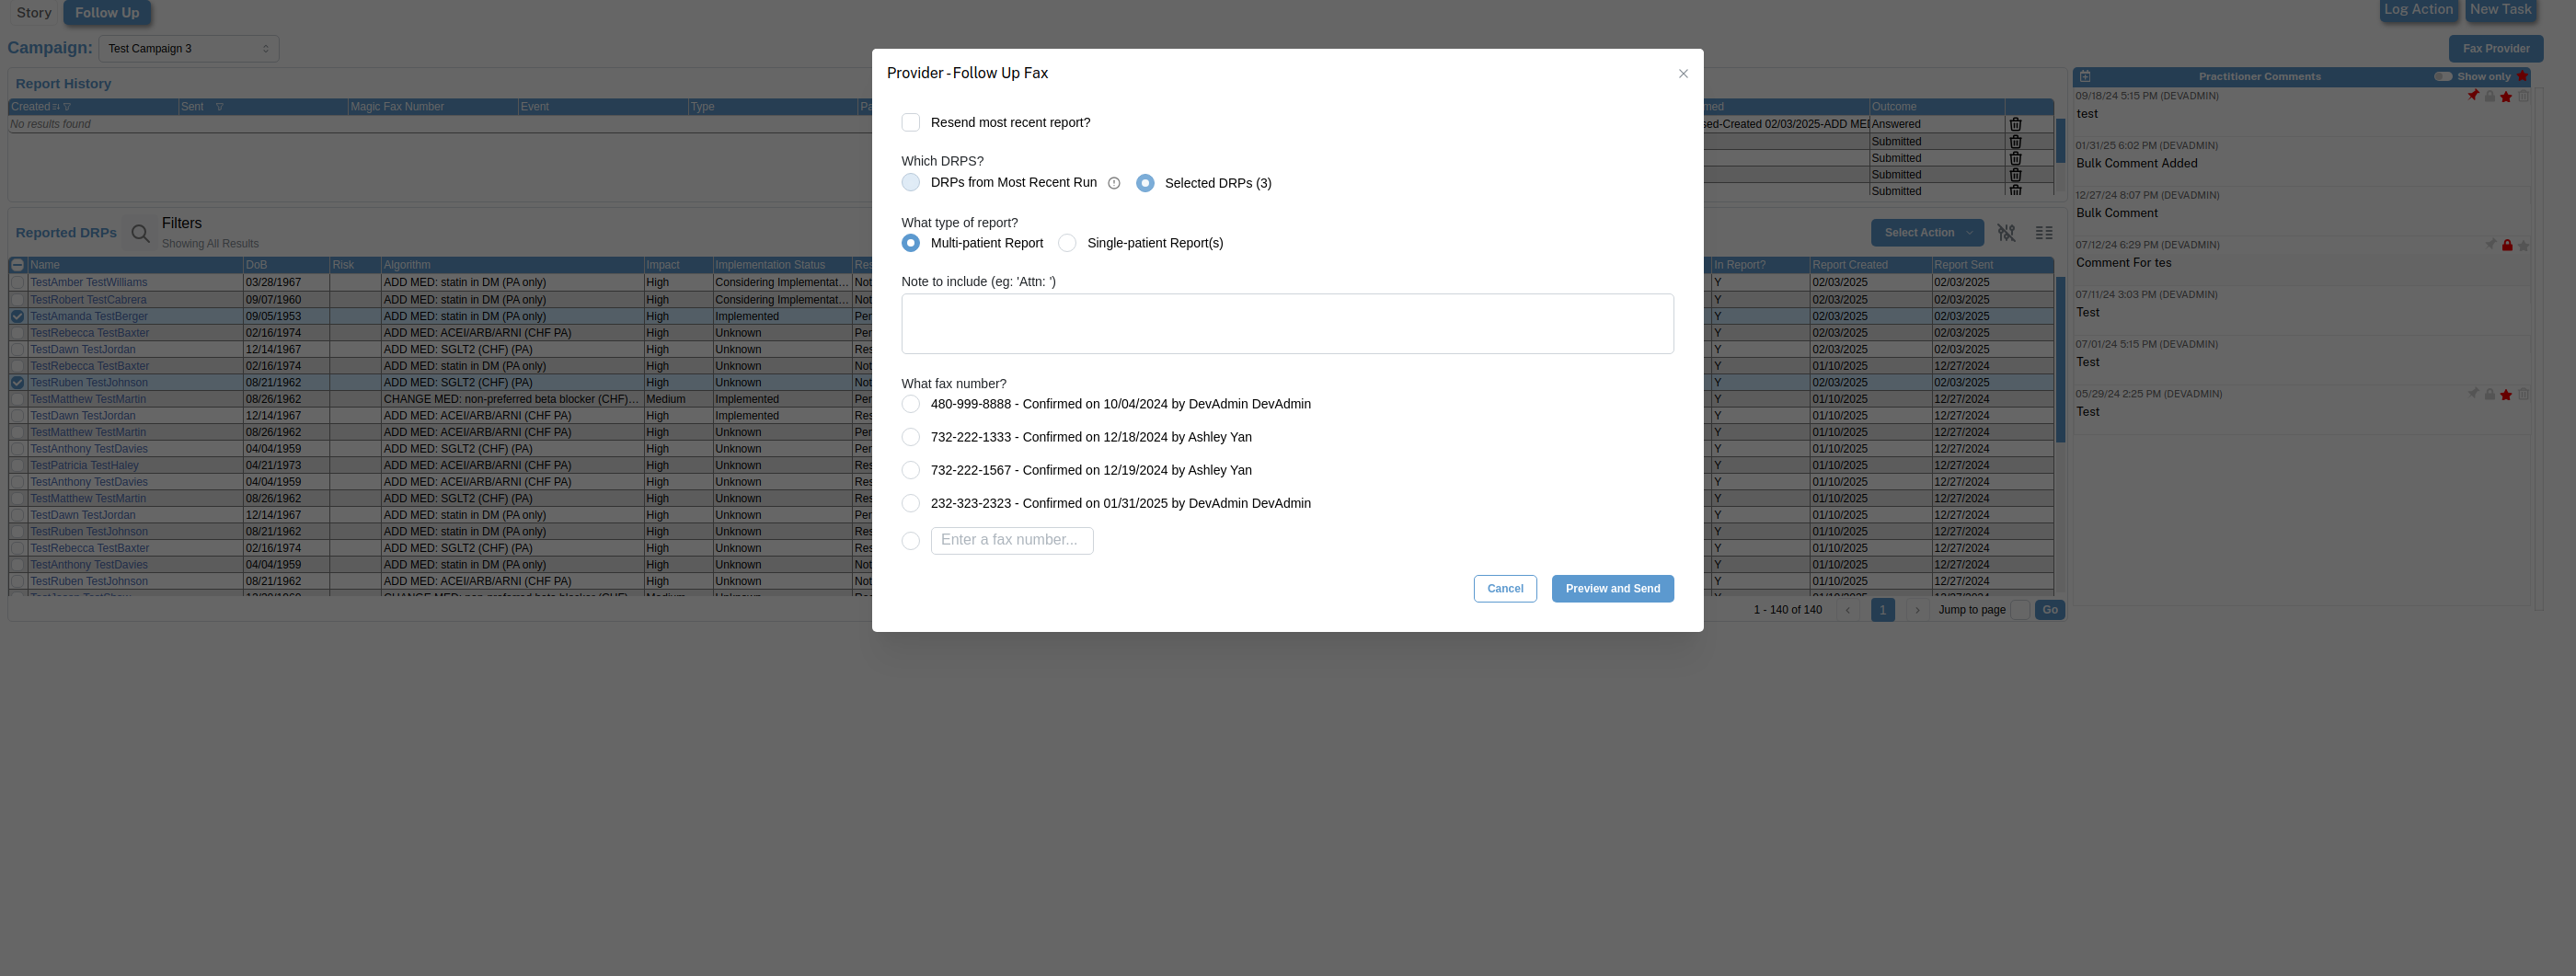 Story Follow Up Log Action New Task
Campaign: Test Campaign 3 Fax Provider
Report History
Created Sent Magic Fax Number Event Type Pa
No results found
med Outcome
sed-Created 02/03/2025-ADD ME Answered
Submitted
Submitted
Submitted
Submitted
Reported DRPs Filters
Showing All Results
Select Action
Name DoB Risk Algorithm Impact Implementation Status Res In Report? Report Created Report Sent
TestAmber TestWilliams 03/28/1967 ADD MED: statin in DM (PA only) High Considering Implementat... Not Y 02/03/2025 02/03/2025
TestRobert TestCabrera 09/07/1960 ADD MED: statin in DM (PA only) High Considering Implementat... Not Y 02/03/2025 02/03/2025
TestAmanda TestBerger 09/05/1953 ADD MED: statin in DM (PA only) High Implemented Per Y 02/03/2025 02/03/2025
TestRebecca TestBaxter 02/16/1974 ADD MED: ACEI/ARB/ARNI (CHF PA) High Unknown Per Y 02/03/2025 02/03/2025
TestDawn TestJordan 12/14/1967 ADD MED: SGLT2 (CHF) (PA) High Unknown Res Y 02/03/2025 02/03/2025
TestRebecca TestBaxter 02/16/1974 ADD MED: statin in DM (PA only) High Unknown Not Y 01/10/2025 12/27/2024
TestRuben TestJohnson 08/21/1962 ADD MED: SGLT2 (CHF) (PA) High Unknown Not Y 02/03/2025 02/03/2025
TestMatthew TestMartin 08/26/1962 CHANGE MED: non-preferred beta blocker (CHF)... Medium Implemented Per Y 01/10/2025 12/27/2024
TestDawn TestJordan 12/14/1967 ADD MED: ACEI/ARB/ARNI (CHF PA) High Implemented Res Y 01/10/2025 12/27/2024
TestMatthew TestMartin 08/26/1962 ADD MED: ACEI/ARB/ARNI (CHF PA) High Unknown Per Y 01/10/2025 12/27/2024
TestAnthony TestDavies 04/04/1959 ADD MED: SGLT2 (CHF) (PA) High Unknown Per Y 01/10/2025 12/27/2024
TestPatricia TestHaley 04/21/1973 ADD MED: ACEI/ARB/ARNI (CHF PA) High Unknown Res Y 01/10/2025 12/27/2024
TestAnthony TestDavies 04/04/1959 ADD MED: ACEI/ARB/ARNI (CHF PA) High Unknown Res Y 01/10/2025 12/27/2024
TestMatthew TestMartin 08/26/1962 ADD MED: SGLT2 (CHF) (PA) High Unknown Res Y 01/10/2025 12/27/2024
TestDawn TestJordan 12/14/1967 ADD MED: statin in DM (PA only) High Unknown Per Y 01/10/2025 12/27/2024
TestRuben TestJohnson 08/21/1962 ADD MED: statin in DM (PA only) High Unknown Res Y 01/10/2025 12/27/2024
TestRebecca TestBaxter 02/16/1974 ADD MED: SGLT2 (CHF) (PA) High Unknown Not Y 01/10/2025 12/27/2024
TestAnthony TestDavies 04/04/1959 ADD MED: statin in DM (PA only) High Unknown Not Y 01/10/2025 12/27/2024
TestRuben TestJohnson 08/21/1962 ADD MED: ACEI/ARB/ARNI (CHF PA) High Unknown Not Y 01/10/2025 12/27/2024
1 - 140 of 140 1 Jump to page Go
Provider - Follow Up Fax
Resend most recent report?
Which DRPS?
DRPs from Most Recent Run Selected DRPs (3)
What type of report?
Multi-patient Report Single-patient Report(s)
Note to include (eg: 'Attn: ')
What fax number?
480-999-8888 - Confirmed on 10/04/2024 by DevAdmin DevAdmin
732-222-1333 - Confirmed on 12/18/2024 by Ashley Yan
732-222-1567 - Confirmed on 12/19/2024 by Ashley Yan
232-323-2323 - Confirmed on 01/31/2025 by DevAdmin DevAdmin
Enter a fax number...
Cancel Preview and Send
Practitioner Comments Show only
09/18/24 5:15 PM (DEVADMIN)
test
01/31/25 6:02 PM (DEVADMIN)
Bulk Comment Added
12/27/24 8:07 PM (DEVADMIN)
Bulk Comment
07/12/24 6:29 PM (DEVADMIN)
Comment For tes
07/11/24 3:03 PM (DEVADMIN)
Test
07/01/24 5:15 PM (DEVADMIN)
Test
05/29/24 2:25 PM (DEVADMIN)
Test